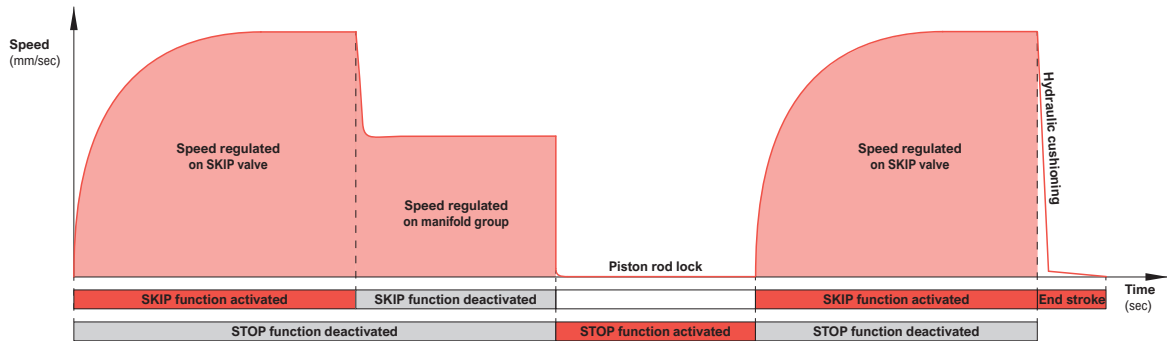 Speed
(mm/sec)
Speed regulated
on SKIP valve
Speed regulated
on manifold group
Piston rod lock
Speed regulated
on SKIP valve
Hydraulic cushioning
SKIP function activated
SKIP function deactivated
SKIP function activated
End stroke
Time
(sec)
STOP function deactivated
STOP function activated
STOP function deactivated